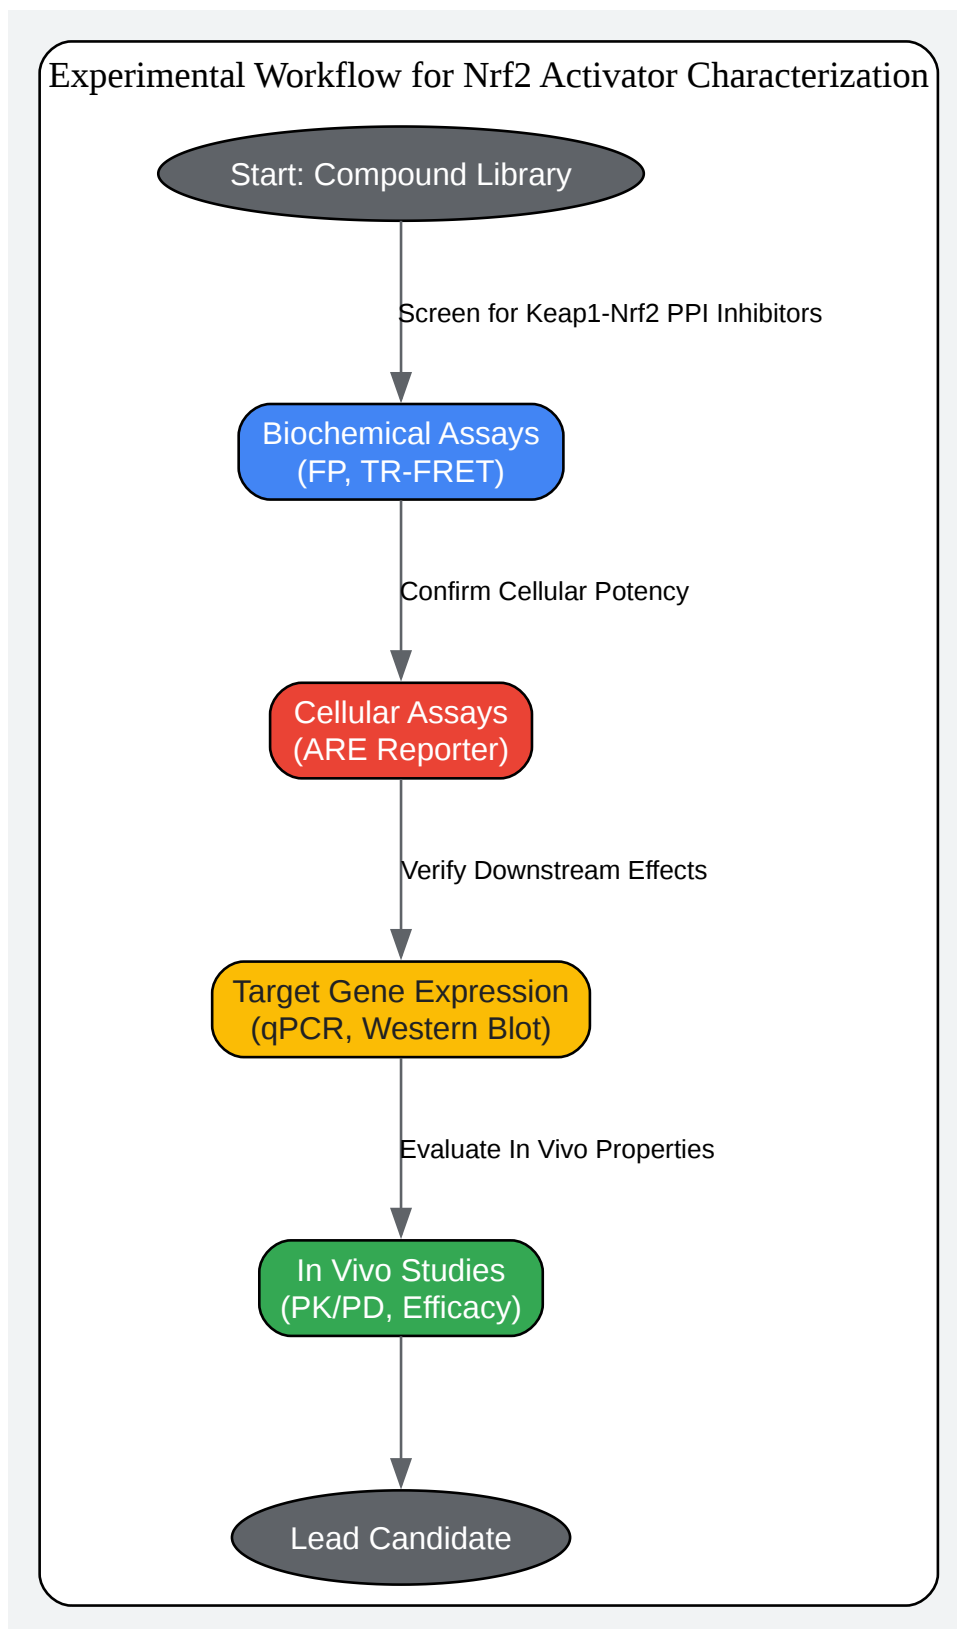 Experimental Workflow for Nrf2 Activator Characterization
Start: Compound Library
Screen for Keap1-Nrf2 PPI Inhibitors
Biochemical Assays
(FP, TR-FRET)
Confirm Cellular Potency
Cellular Assays
(ARE Reporter)
Verify Downstream Effects
Target Gene Expression
(qPCR, Western Blot)
Evaluate In Vivo Properties
In Vivo Studies
(PK/PD, Efficacy)
Lead Candidate